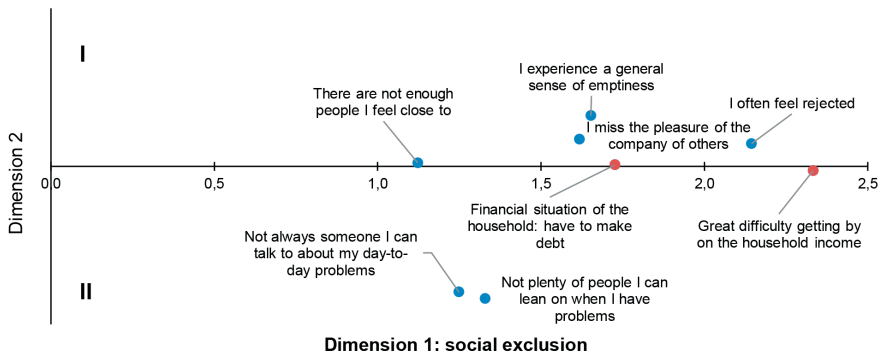 I
I experience a general
sense of emptiness
There are not enough
people I feel close to
I often feel rejected
I miss the pleasure of the
company of others
Dimension 2
0,0
0,5
1,0
1,5
2,0
2,5
Financial situation of the
household: have to make
debt
Great difficulty getting by
on the household income
Not always someone I can
talk to about my day-to-
day problems
II
Not plenty of people I can
lean on when I have
problems
Dimension 1: social exclusion